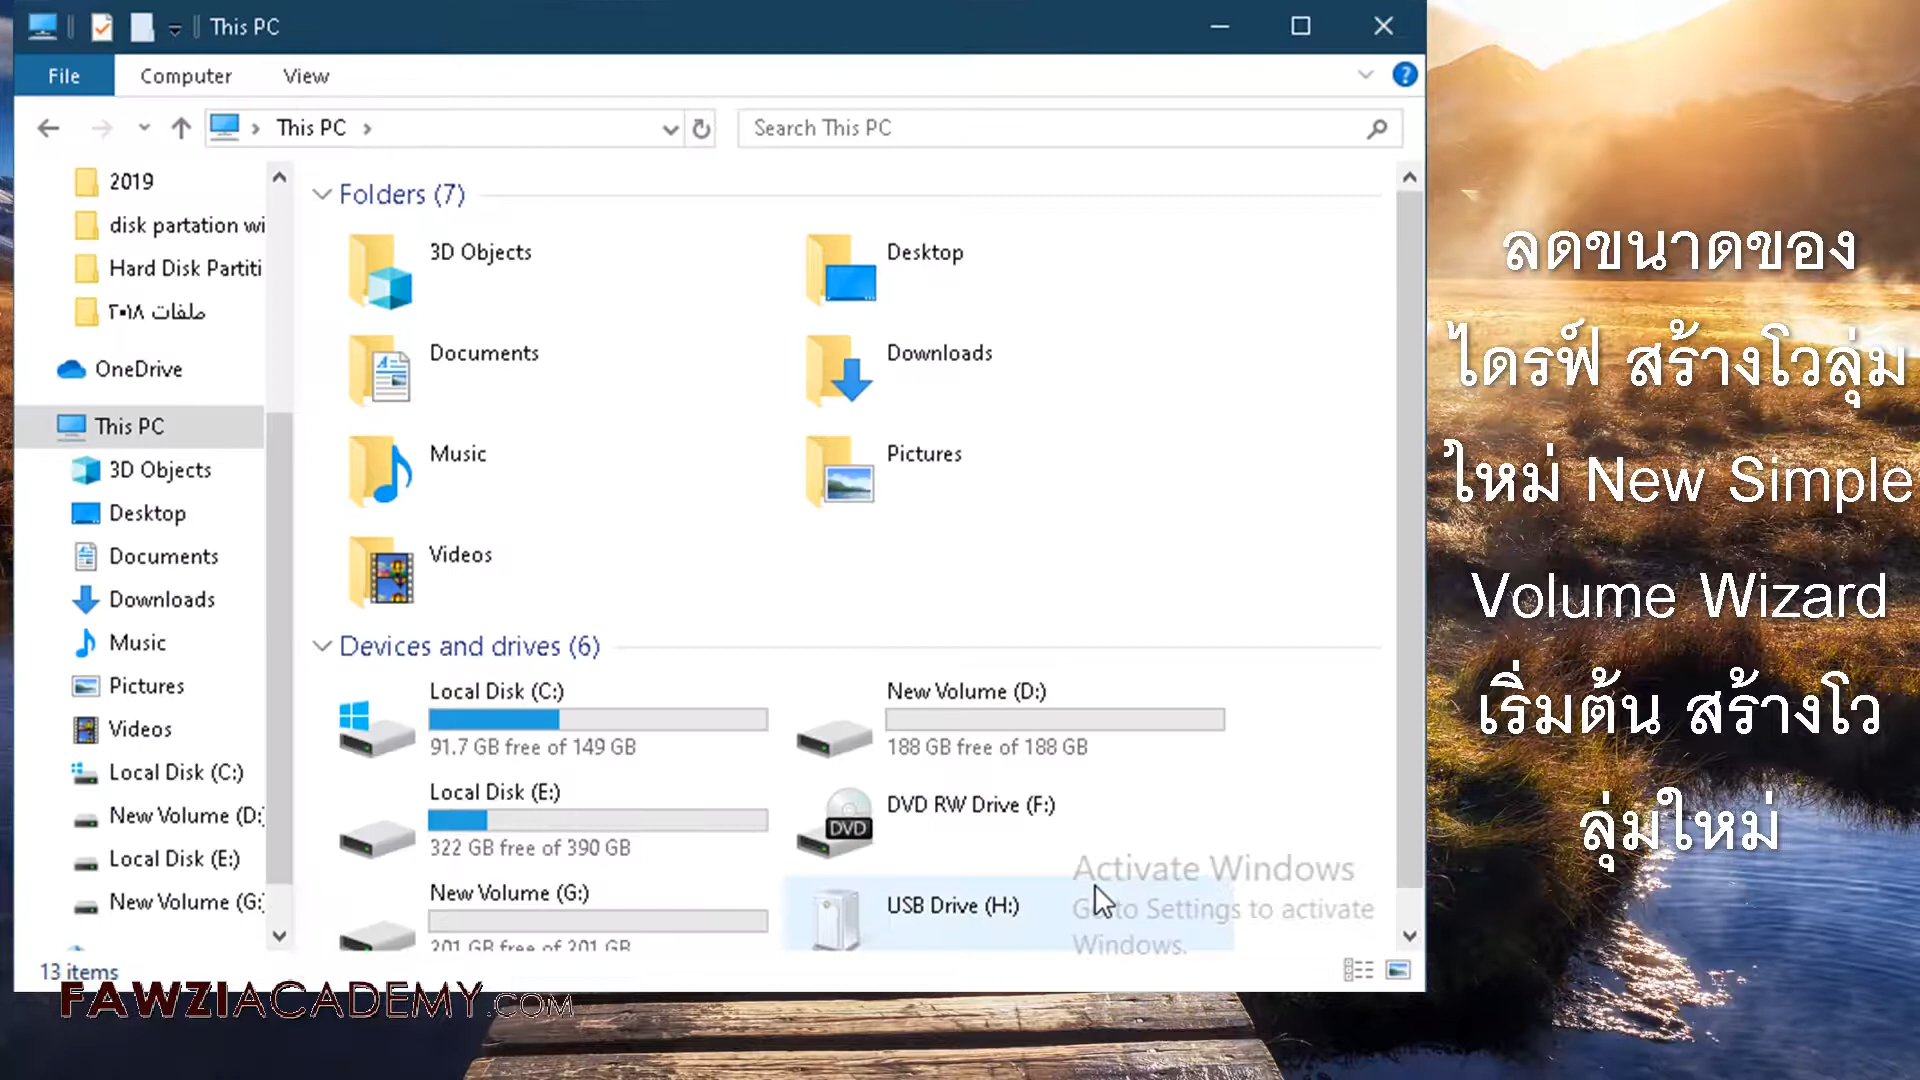 This PC
File Computer View
This PC
Search This PC
2019
disk partation wi
Hard Disk Partiti
ملفات ٢٠١٨
OneDrive
This PC
3D Objects
Desktop
Documents
Downloads
Music
Pictures
Videos
Local Disk (C:)
New Volume (D:)
Local Disk (E:)
New Volume (G:)
13 items
Folders (7)
3D Objects
Desktop
Documents
Downloads
Music
Pictures
Videos
Devices and drives (6)
Local Disk (C:)
91.7 GB free of 149 GB
New Volume (D:)
188 GB free of 188 GB
Local Disk (E:)
322 GB free of 390 GB
DVD
DVD RW Drive (F:)
New Volume (G:)
201 GB free of 201 GB
USB Drive (H:)
Activate Windows
Go to Settings to activate
Windows.
FAWZIACADEMY.COM
ลดขนาดของ
ไดรฟ์ สร้างโวลุ่ม
ใหม่ New Simple
Volume Wizard
เริ่มต้น สร้างโว
ลุ่มใหม่